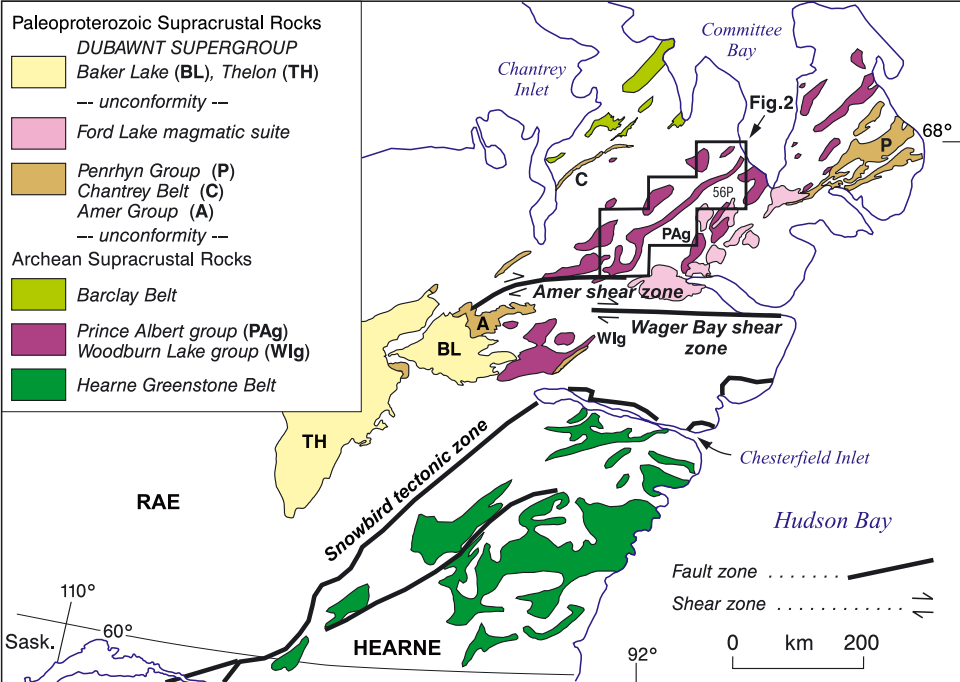 Paleoproterozoic Supracrustal Rocks
DUBAWNT SUPERGROUP
Baker Lake (BL), Thelon (TH)
--- unconformity ---
Ford Lake magmatic suite
Penrhyn Group (P)
Chantrey Belt (C)
Amer Group (A)
--- unconformity ---
Archean Supracrustal Rocks
Barclay Belt
Prince Albert group (PAg)
Woodburn Lake group (Wlg)
Hearne Greenstone Belt
Committee
Bay
Chantrey
Inlet
Fig.2
68°
P
C
56P
PAg
Amer shear zone
A
BL
Wlg
Wager Bay shear
zone
TH
Snowbird tectonic zone
Chesterfield Inlet
RAE
Hudson Bay
Fault zone . . . . . . .
Shear zone . . . . . . . . . . . .
110°
60°
Sask.
HEARNE
92°
0 km 200